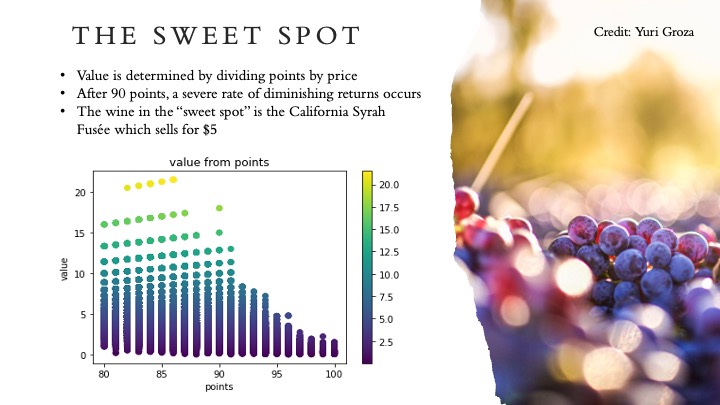 THE SWEET SPOT
Credit: Yuri Groza
• Value is determined by dividing points by price
• After 90 points, a severe rate of diminishing returns occurs
• The wine in the “sweet spot” is the California Syrah
Fusée which sells for $5
value from points
value
20
15
10
5
0
80
85
90
95
100
points
20.0
17.5
15.0
12.5
10.0
7.5
5.0
2.5